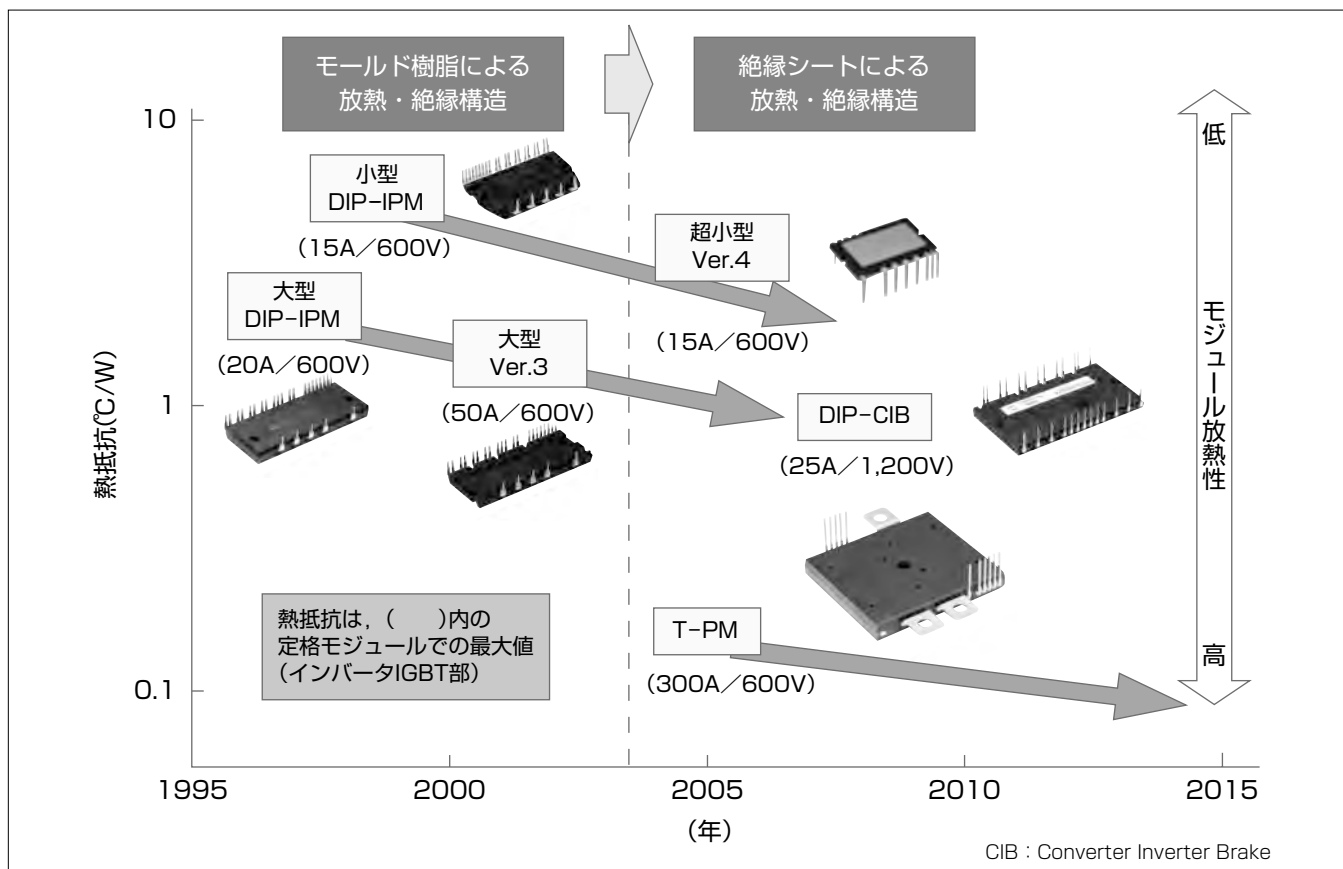 モールド樹脂による
放熱・絶縁構造
絶縁シートによる
放熱・絶縁構造
10
1
0.1
熱抵抗(℃/W)
小型
DIP-IPM
(15A/600V)
超小型
Ver.4
(15A/600V)
大型
DIP-IPM
(20A/600V)
大型
Ver.3
(50A/600V)
DIP-CIB
(25A/1,200V)
T-PM
(300A/600V)
熱抵抗は,(　　)内の
定格モジュールでの最大値
(インバータIGBT部)
低
モジュール放熱性
高
1995
2000
2005
2010
2015
(年)
CIB:Converter Inverter Brake